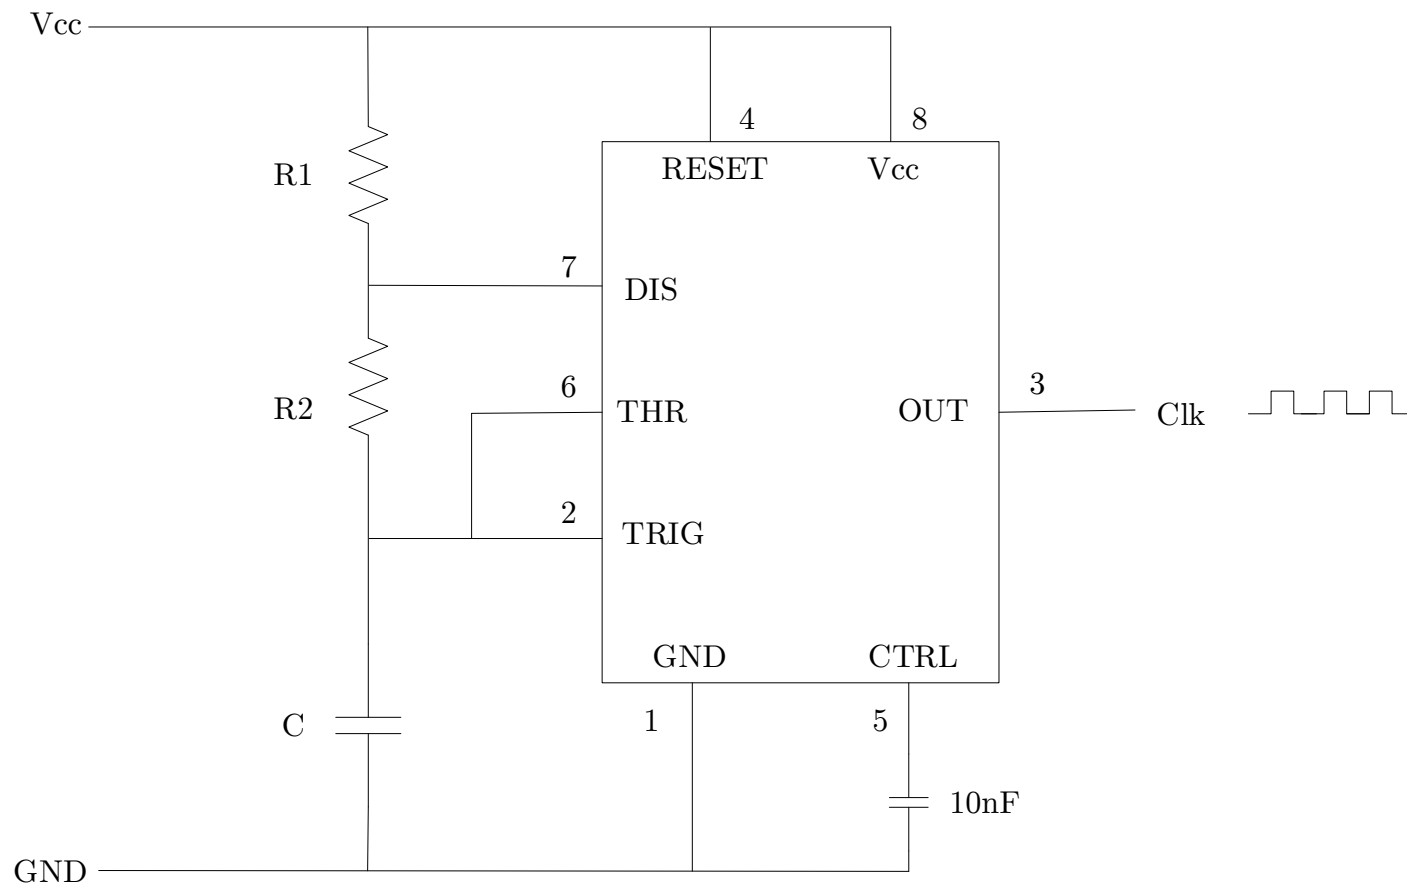 Vcc
4
8
R1
RESET
Vcc
7
DIS
6
3
R2
THR
OUT
Clk
2
TRIG
GND
CTRL
C
1
5
10nF
GND